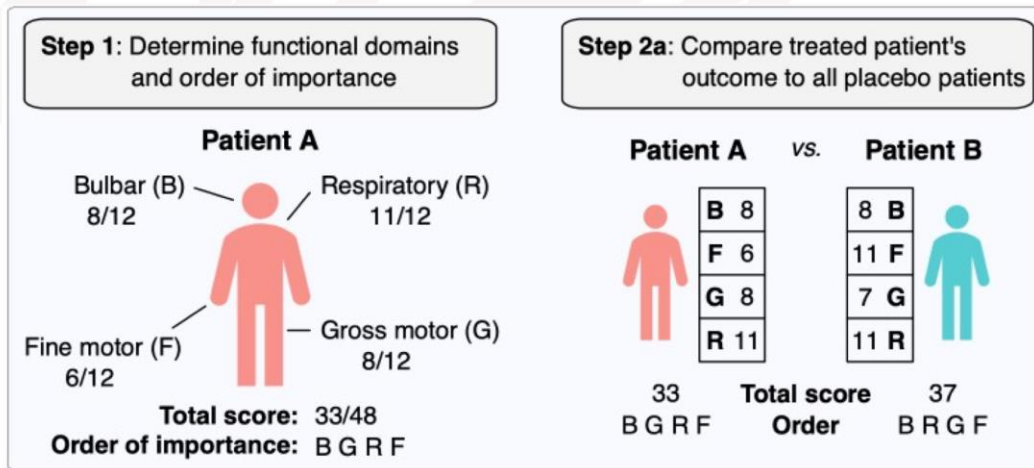 Step 1: Determine functional domains
and order of importance
Patient A
Bulbar (B)
8/12
Respiratory (R)
11/12
Fine motor (F)
6/12
Gross motor (G)
8/12
Total score: 33/48
Order of importance: B G R F
Step 2a: Compare treated patient's
outcome to all placebo patients
Patient A vs. Patient B
B 8 8 B
F 6 11 F
G 8 7 G
R 11 11 R
33 Total score 37
B G R F Order B R G F